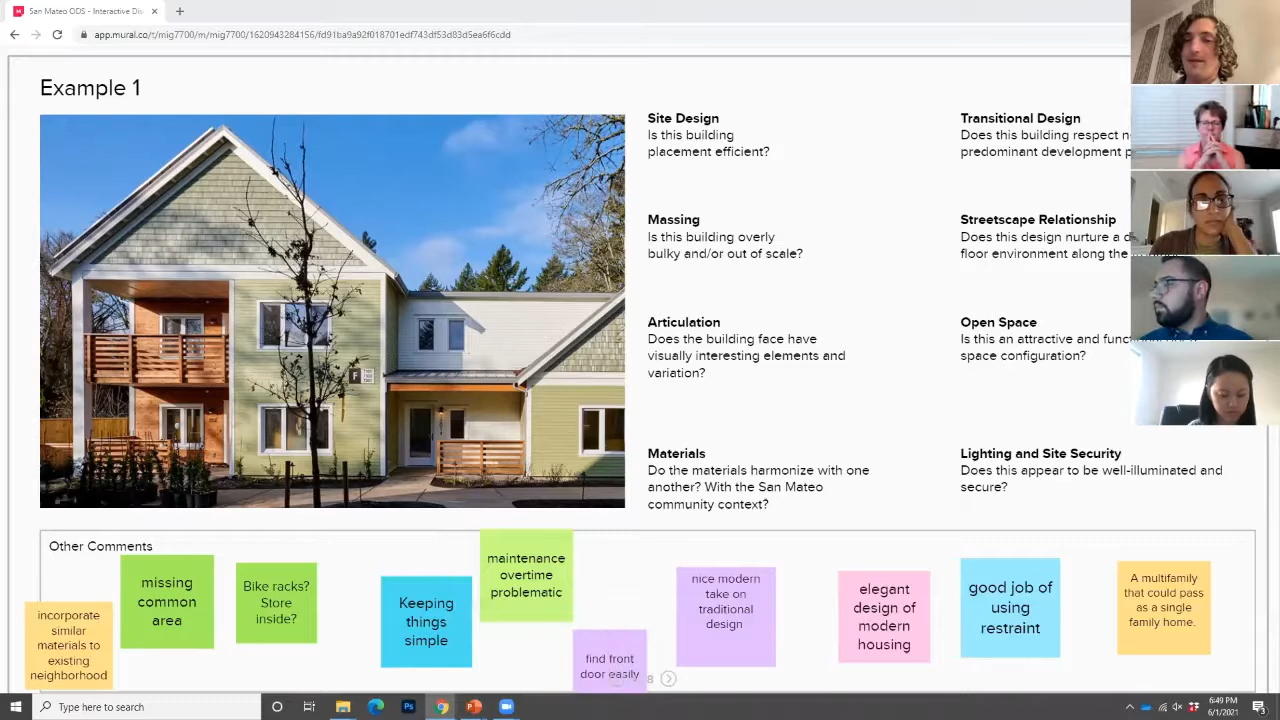 San Mateo ODS - Interactive Dis
app.mural.co/t/mig7700/m/mig7700/1620943284156/fd91ba9a92f018701edf743df53d83d5ea6f6cdd
Example 1
Site Design
Is this building
placement efficient?
Transitional Design
Does this building respect
predominant development
Massing
Is this building overly
bulky and/or out of scale?
Streetscape Relationship
Does this design nurture a
floor environment along the
Articulation
Does the building face have
visually interesting elements and
variation?
Open Space
Is this an attractive and
space configuration?
Materials
Do the materials harmonize with one
another? With the San Mateo
community context?
Lighting and Site Security
Does this appear to be well-illuminated and
secure?
F
Other Comments
incorporate
similar
materials to
existing
neighborhood
missing
common
area
Bike racks?
Store
inside?
Keeping
things
simple
maintenance
overtime
problematic
find front
door easily
nice modern
take on
traditional
design
elegant
design of
modern
housing
good job of
using
restraint
A multifamily
that could pass
as a single
family home.
8
Type here to search
6:49 PM
6/1/2021
3